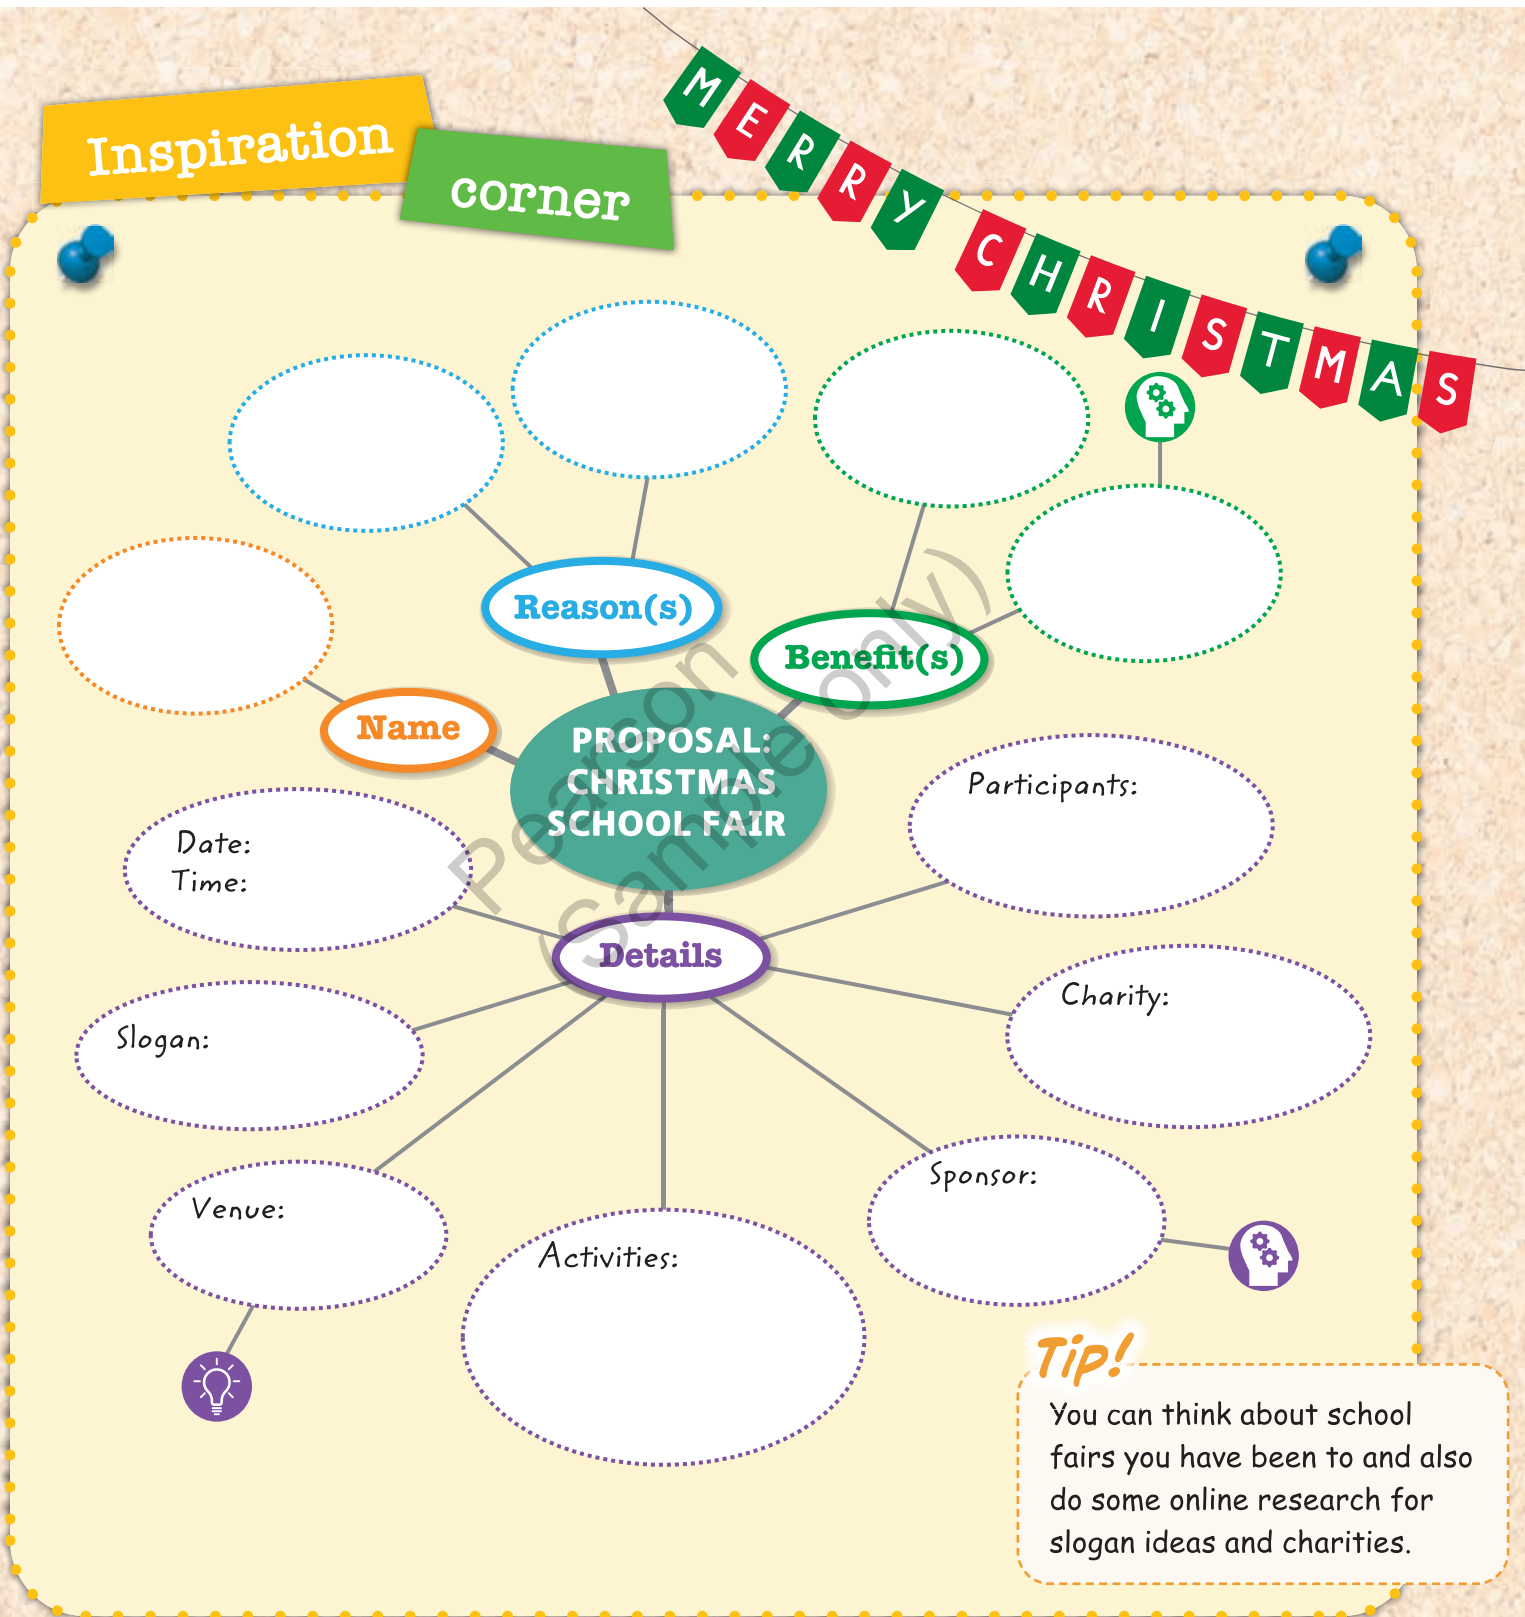 MERRY CHRISTMAS
Inspiration
corner
Reason(s)
Benefit(s)
Name
PROPOSAL:
CHRISTMAS
SCHOOL FAIR
Participants:
Date:
Time:
Details
Charity:
Slogan:
Sponsor:
Venue:
Activities:
Tip!
You can think about school
fairs you have been to and also
do some online research for
slogan ideas and charities.
Pearson
(Sample only)